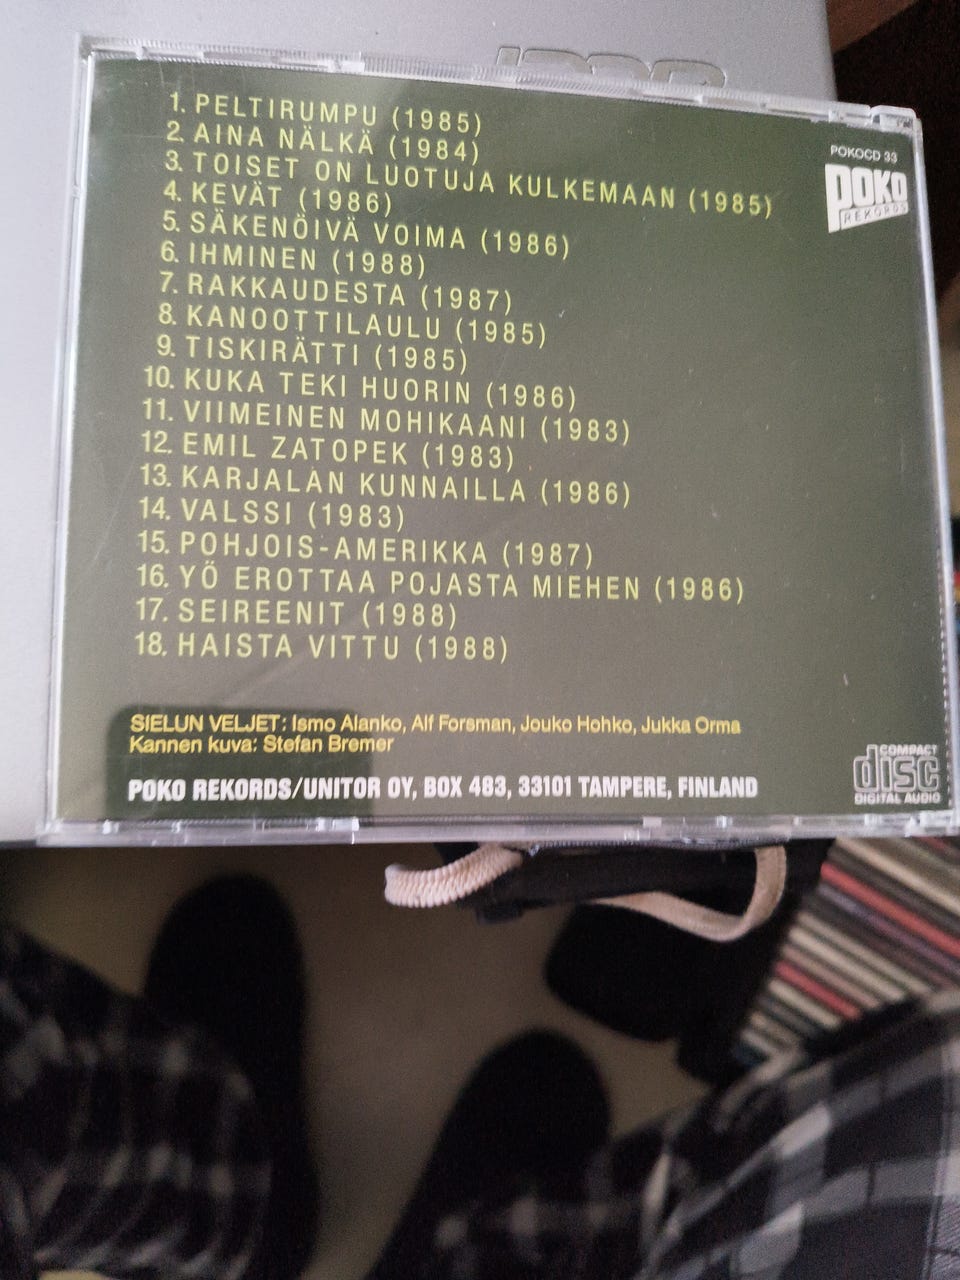 1. PELTIRUMPU (1985)
2. AINA NÄLKÄ (1984)
3. TOISET ON LUOTUJA KULKEMAAN (1985)
4. KEVÄT (1986)
5. SÄKENÖIVÄ VOIMA (1986)
6. IHMINEN (1988)
7. RAKKAUDESTA (1987)
8. KANOOTTILAULU (1985)
9. TISKIRÄTTI (1985)
10. KUKA TEKI HUORIN (1986)
11. VIIMEINEN MOHIKAANI (1983)
12. EMIL ZATOPEK (1983)
13. KARJALAN KUNNAILLA (1986)
14. VALSSI (1983)
15. POHJOIS-AMERIKKA (1987)
16. YÖ EROTTAA POJASTA MIEHEN (1986)
17. SEIREENIT (1988)
18. HAISTA VITTU (1988)
POKOCD 33
POKO
REKORDS
SIELUN VELJET: Ismo Alanko, Alf Forsman, Jouko Hohko, Jukka Orma
Kannen kuva: Stefan Bremer
POKO REKORDS/UNITOR OY, BOX 483, 33101 TAMPERE, FINLAND
COMPACT
disc
DIGITAL AUDIO